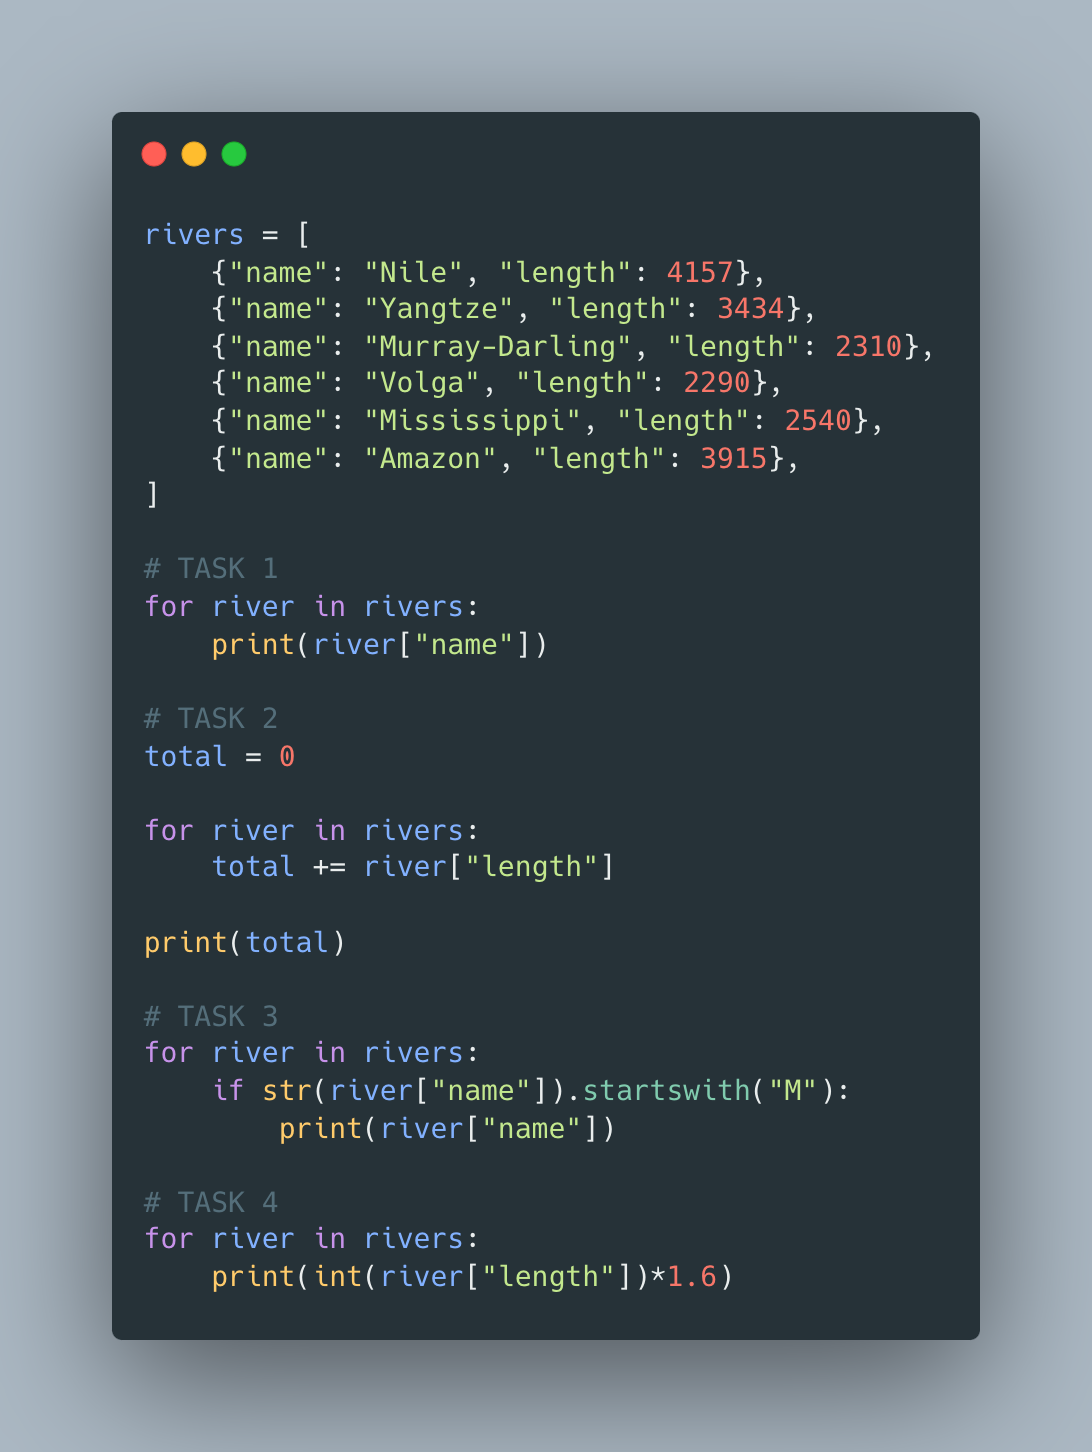 rivers = [
    {"name": "Nile", "length": 4157},
    {"name": "Yangtze", "length": 3434},
    {"name": "Murray-Darling", "length": 2310},
    {"name": "Volga", "length": 2290},
    {"name": "Mississippi", "length": 2540},
    {"name": "Amazon", "length": 3915},
]

# TASK 1
for river in rivers:
    print(river["name"])

# TASK 2
total = 0

for river in rivers:
    total += river["length"]

print(total)

# TASK 3
for river in rivers:
    if str(river["name"]).startswith("M"):
        print(river["name"])

# TASK 4
for river in rivers:
    print(int(river["length"])*1.6)